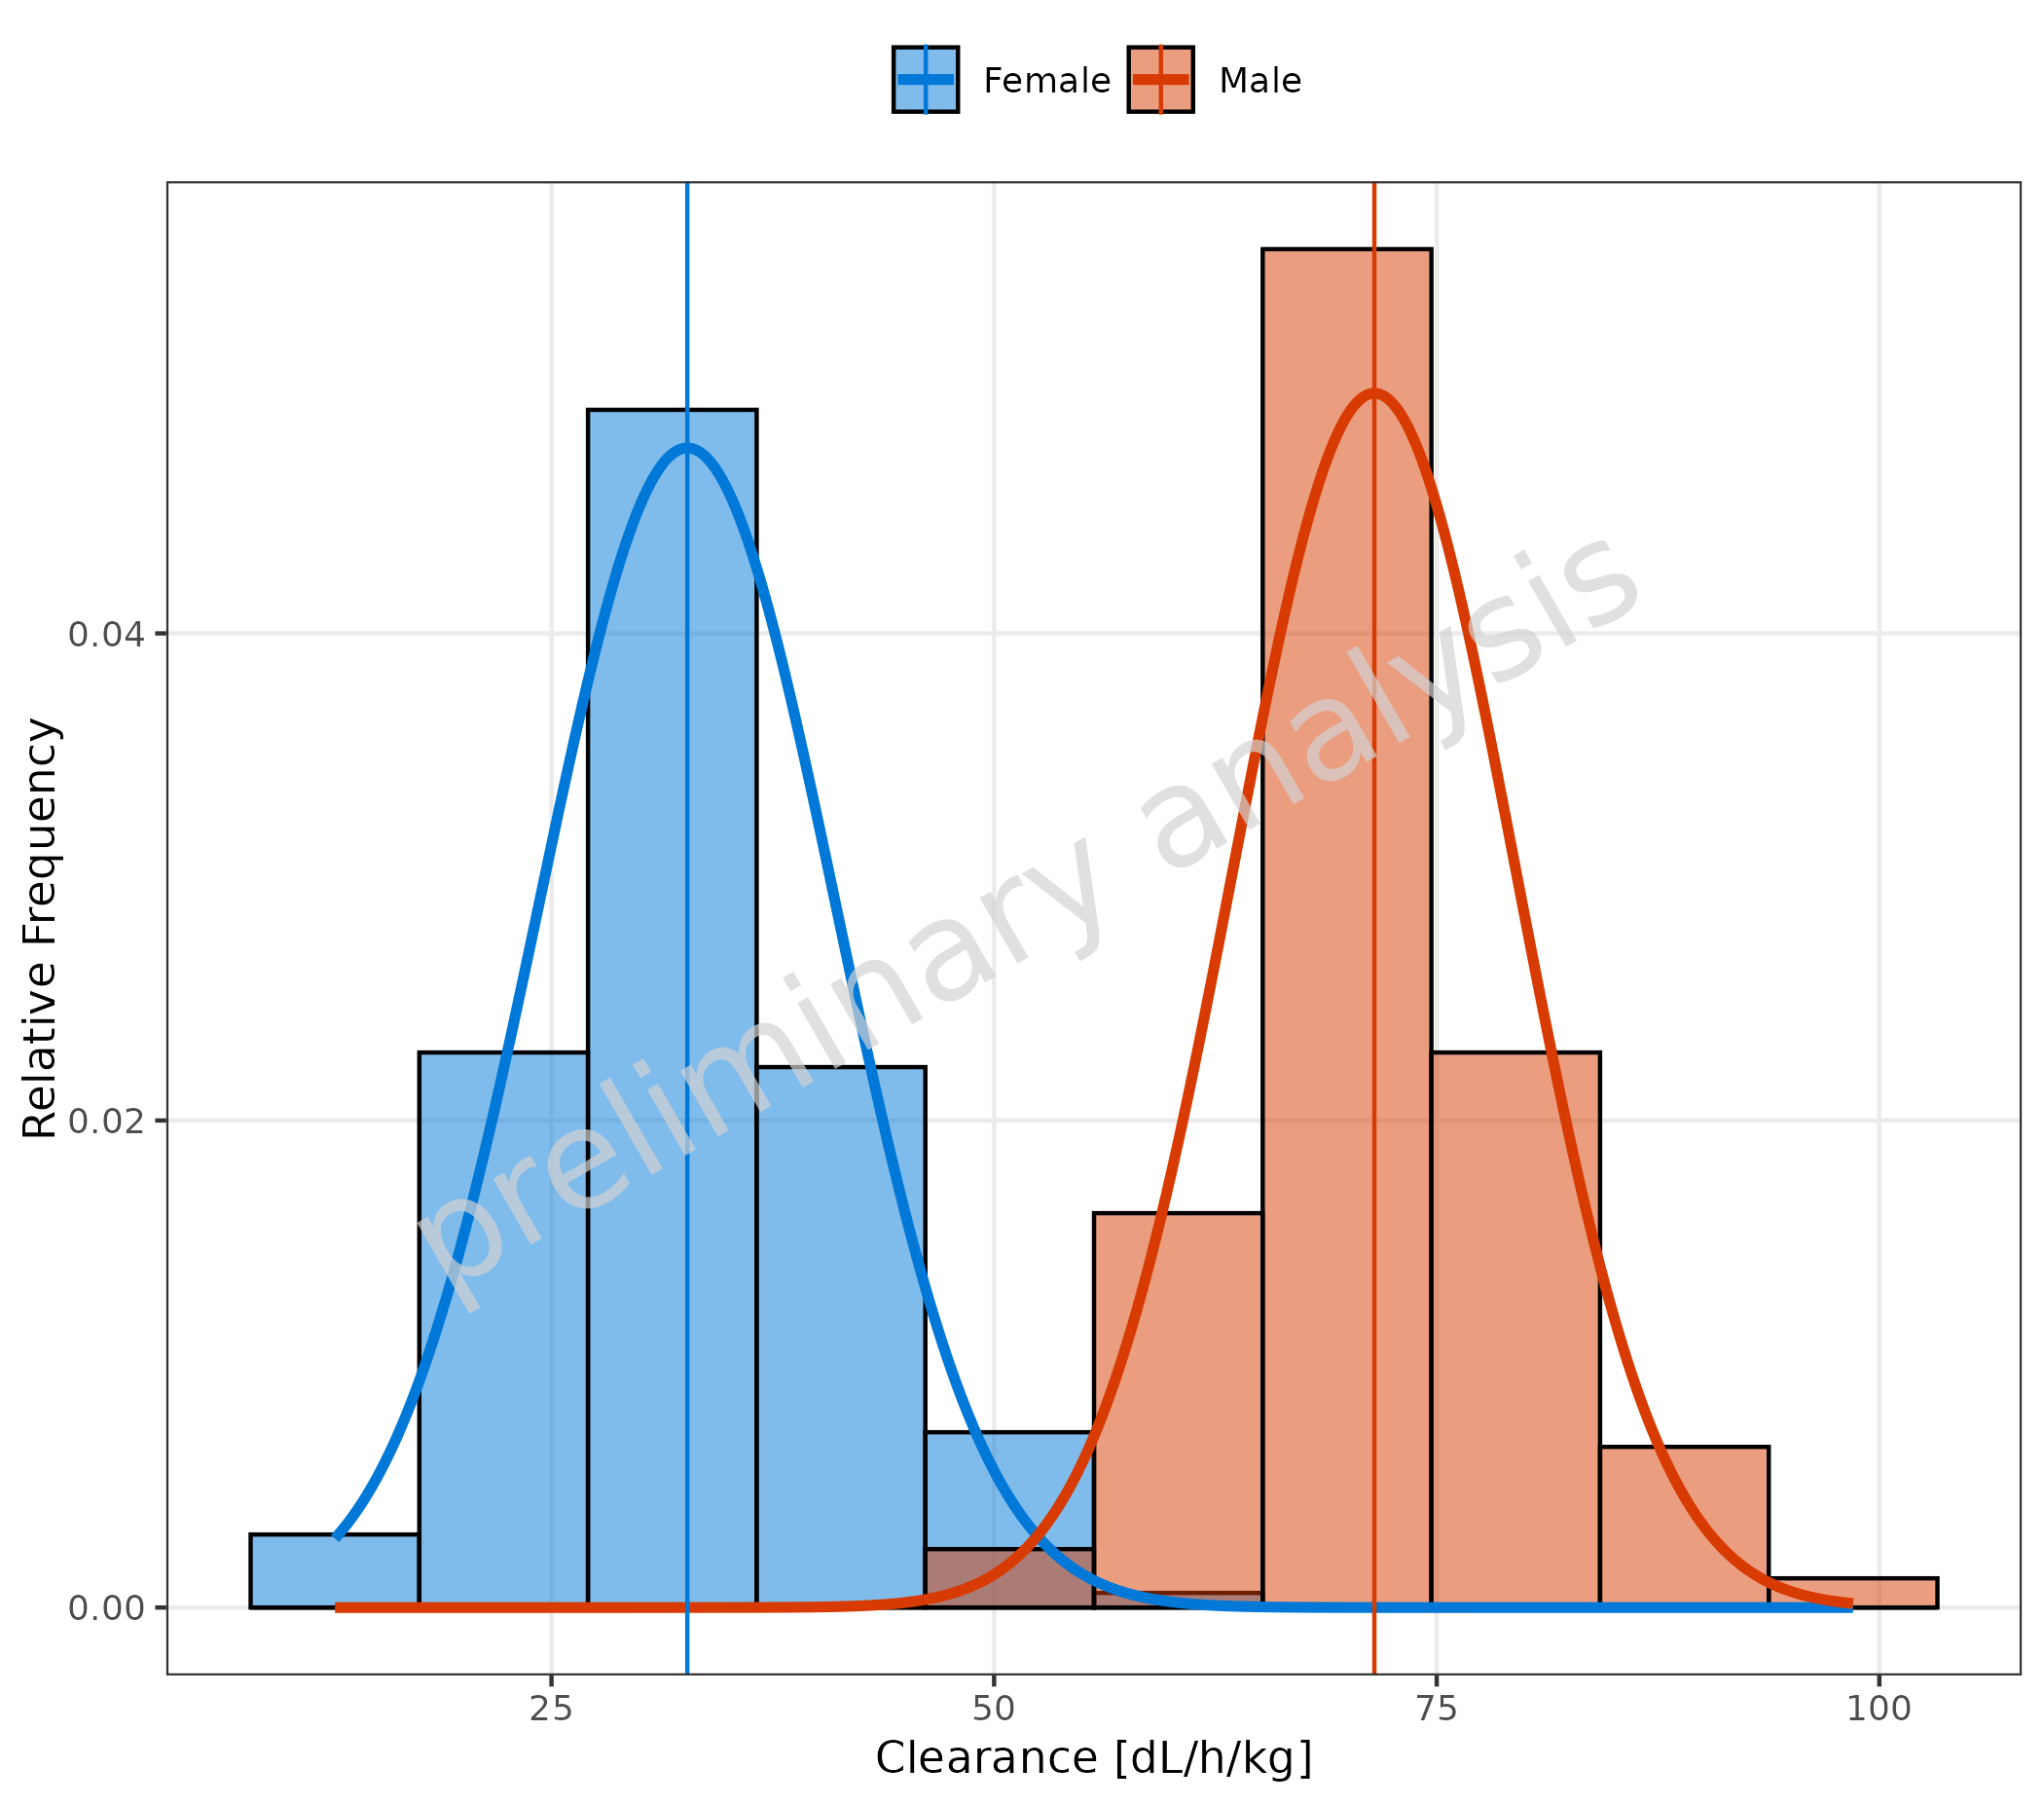 Female Male
0.04
0.02
0.00
Relative Frequency
preliminary analysis
25 50 75 100
Clearance [dL/h/kg]